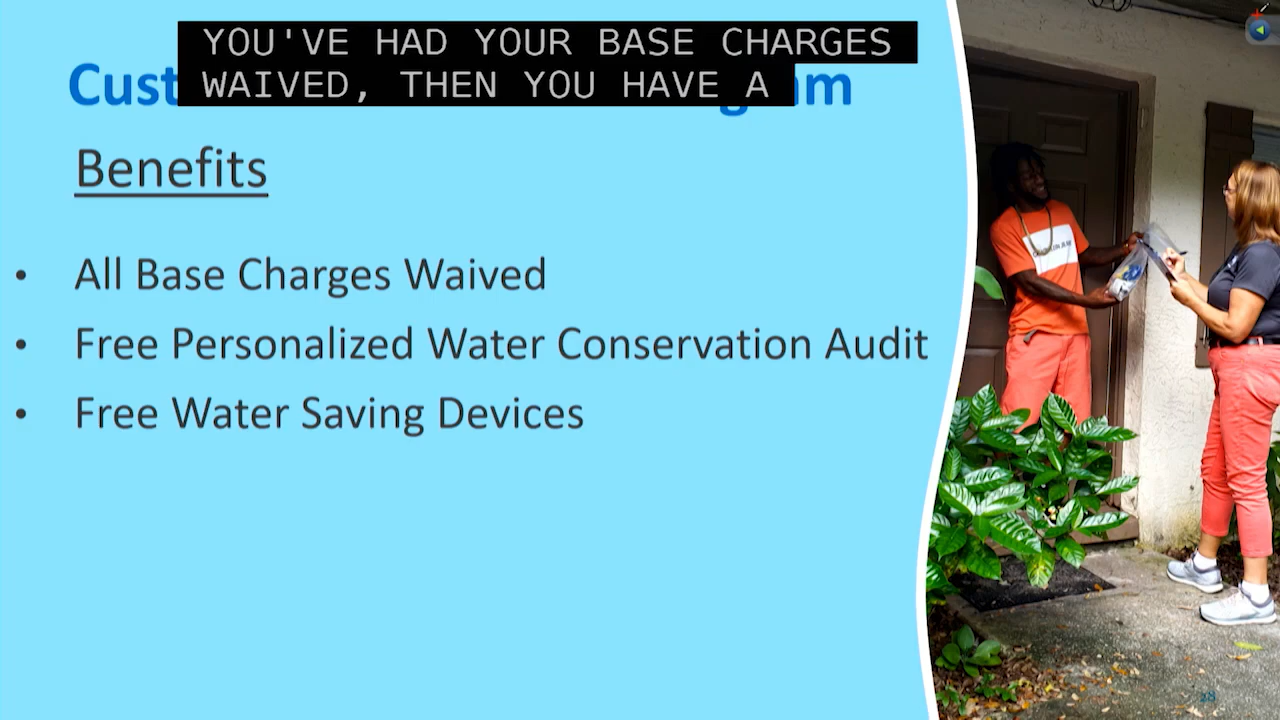 YOU'VE HAD YOUR BASE CHARGES
WAIVED, THEN YOU HAVE A
Benefits
• All Base Charges Waived
• Free Personalized Water Conservation Audit
• Free Water Saving Devices
28